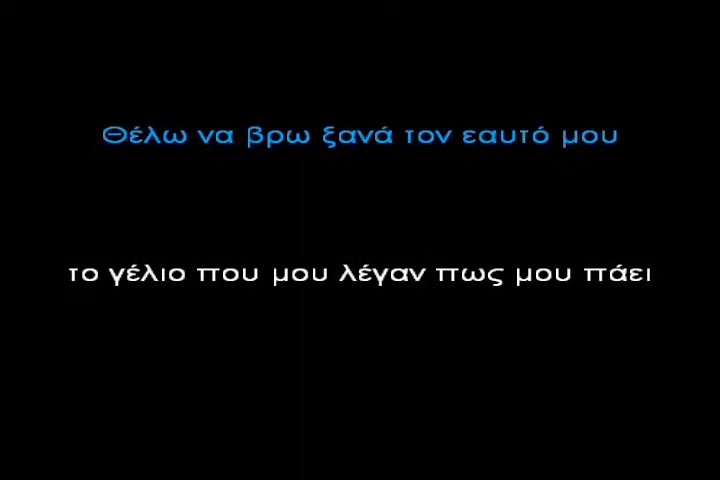 Θέλω να βρω ξανά τον εαυτό μου
το γέλιο που μου λέγαν πως μου πάει